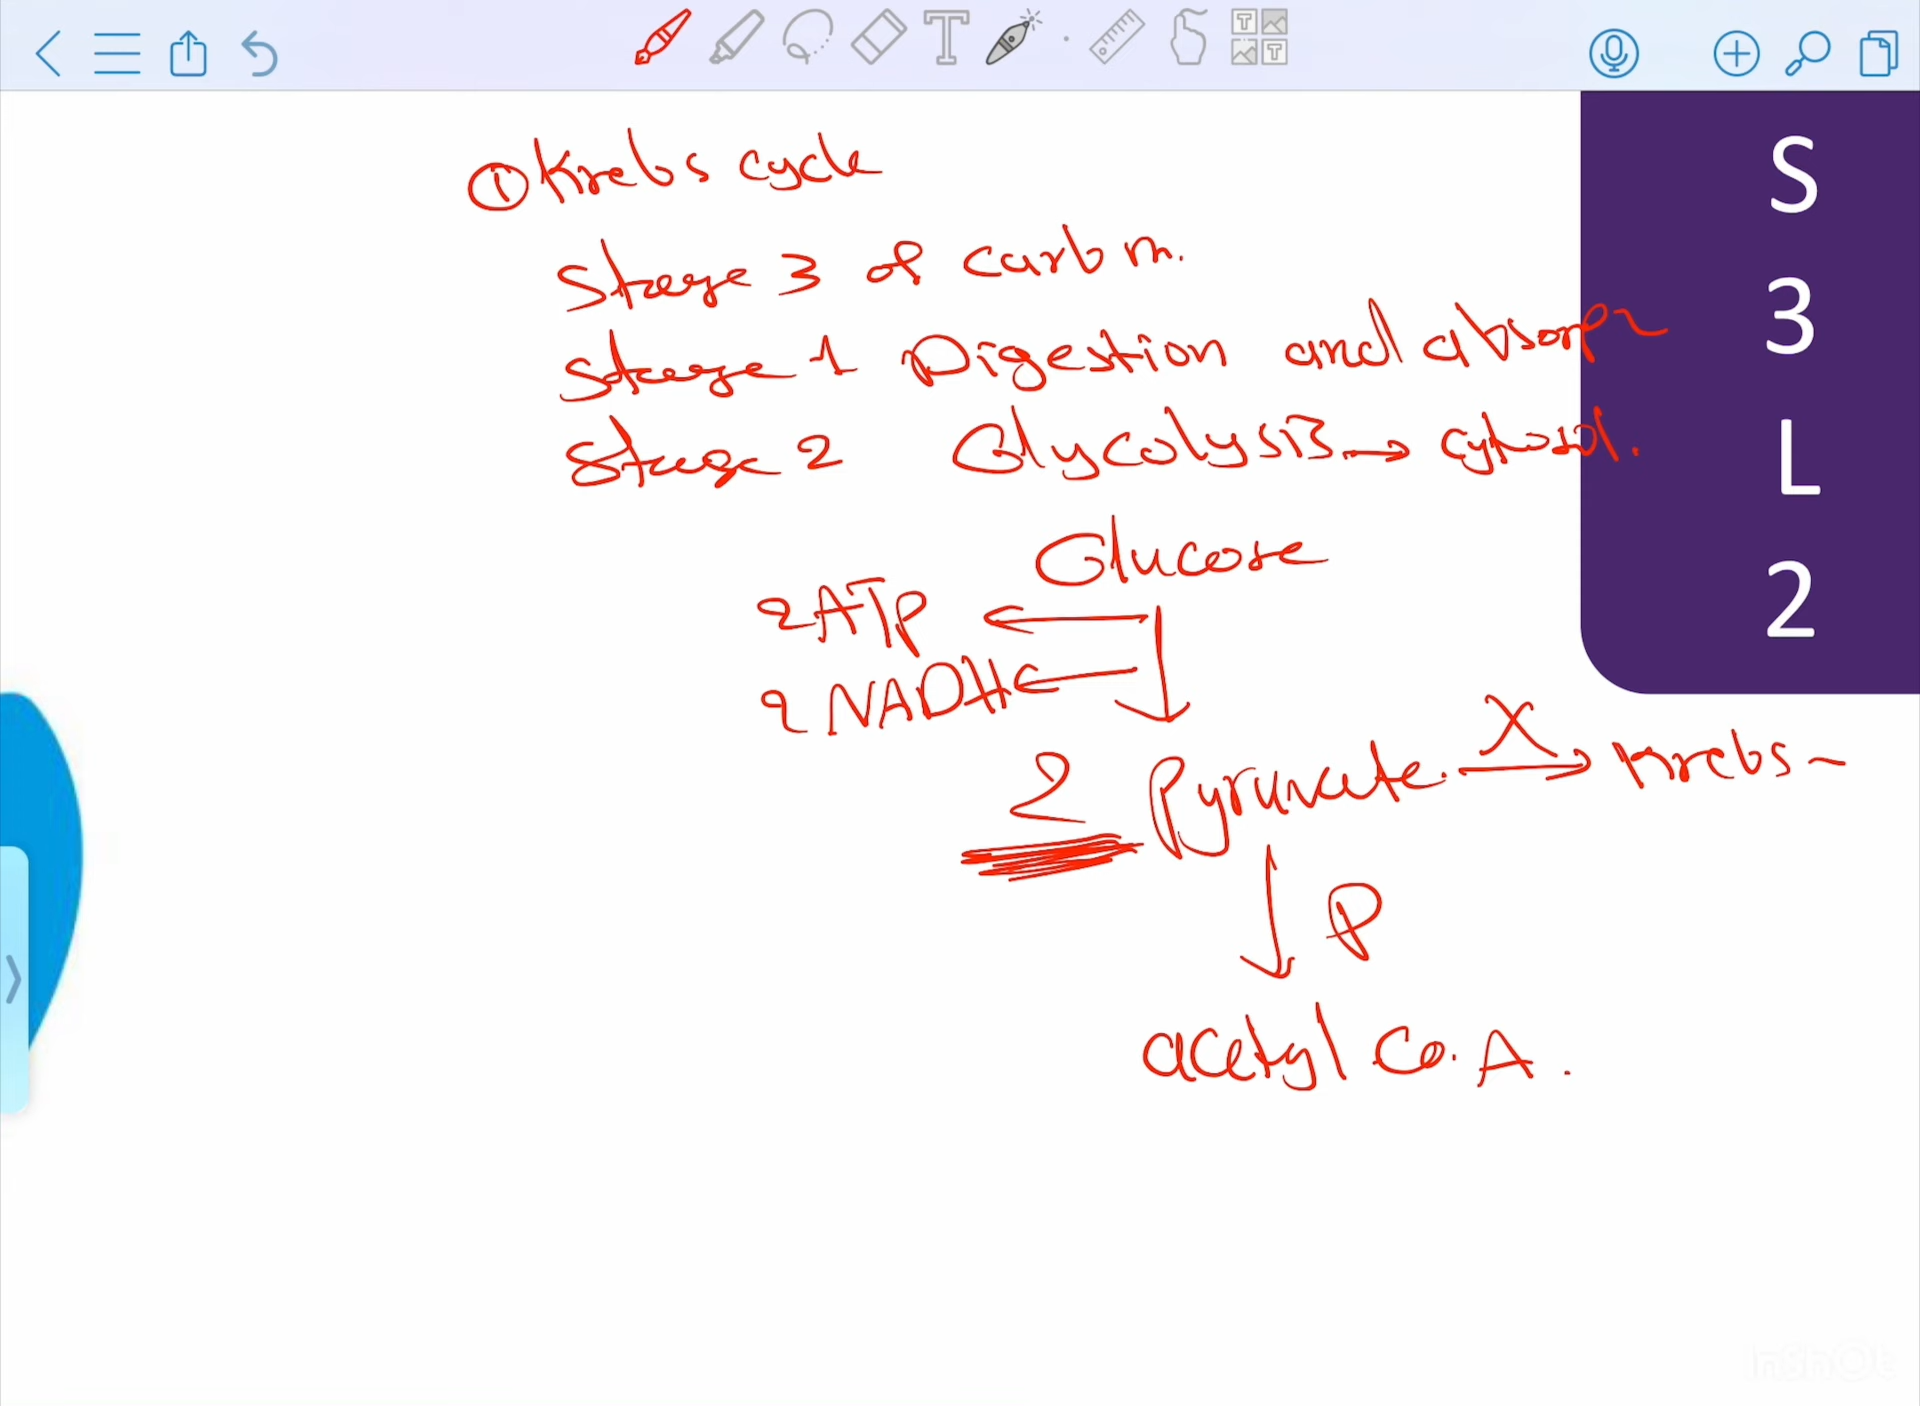 ① Krebs cycle
Stage 3 of carb m.
Stage 1 Digestion and absorp~
Stage 2 Glycolysis → cytosol.
Glucose
2 ATP ←
2 NADH ←
2 Pyruvate. X→ Krebs~
↓ P
acetyl Co. A.
S
3
L
2
InShot